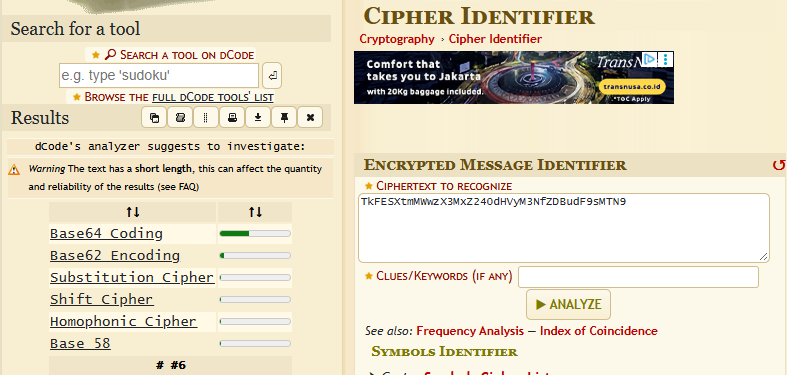 Search for a tool
SEARCH A TOOL ON DCODE
e.g. type 'sudoku'
BROWSE THE FULL DCODE TOOLS' LIST
Results
dCode's analyzer suggests to investigate:
Warning The text has a short length, this can affect the quantity
and reliability of the results (see FAQ)
↑↓ ↑↓
Base64 Coding
Base62 Encoding
Substitution Cipher
Shift Cipher
Homophonic Cipher
Base 58
# #6
CIPHER IDENTIFIER
Cryptography › Cipher Identifier
Comfort that
takes you to Jakarta
with 20Kg baggage included.
transnusa.co.id
*TOC Apply
ENCRYPTED MESSAGE IDENTIFIER
CIPHERTEXT TO RECOGNIZE
TkFESXtmMWwzX3MxZ240dHVyM3NfZDBudF9sMTN9
CLUES/KEYWORDS (IF ANY)
ANALYZE
See also: Frequency Analysis — Index of Coincidence
SYMBOLS IDENTIFIER